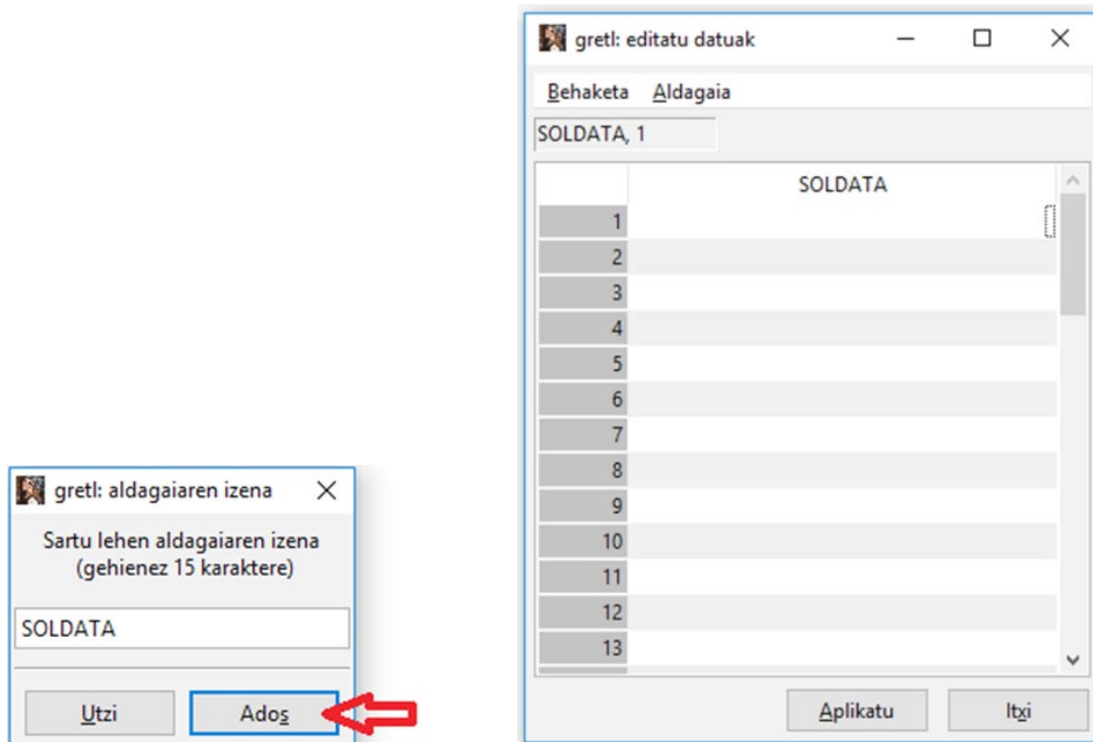 gretl: aldagaiaren izena
Sartu lehen aldagaiaren izena
(gehienez 15 karaktere)
SOLDATA
Utzi Ados
gretl: editatu datuak
Behaketa Aldagaia
SOLDATA, 1
SOLDATA
1
2
3
4
5
6
7
8
9
10
11
12
13
Aplikatu Itxi